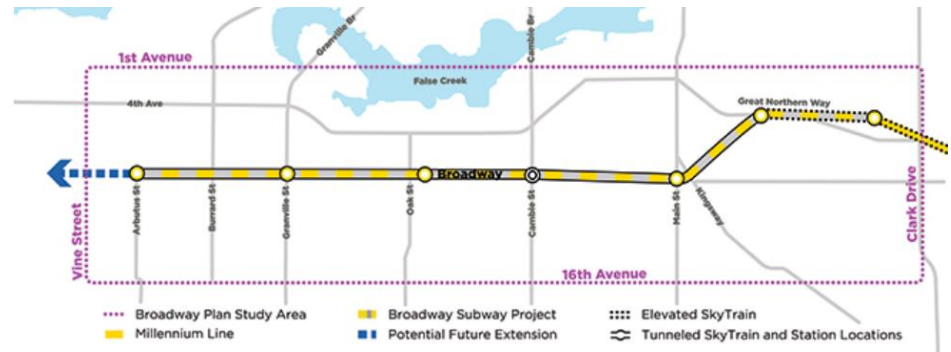 Granville Br
Cambie Br
1st Avenue
False Creek
4th Ave
Great Northern Way
Broadway
Vine Street
Arbutus St
Burrard St
Granville St
Oak St
Cambie St
Main St
Kingsway
Clark Drive
16th Avenue
Broadway Plan Study Area
Broadway Subway Project
Elevated SkyTrain
Millennium Line
Potential Future Extension
Tunneled SkyTrain and Station Locations